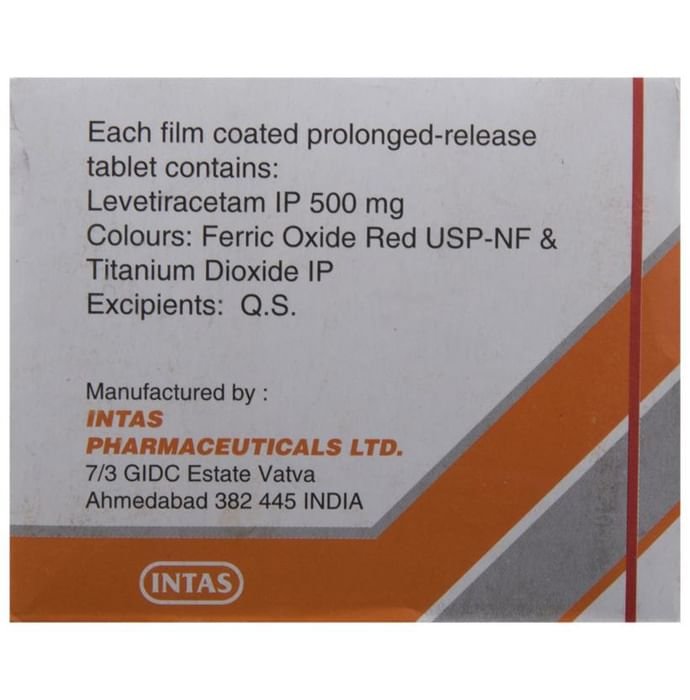 Each film coated prolonged-release
tablet contains:
Levetiracetam IP 500 mg
Colours: Ferric Oxide Red USP-NF &
Titanium Dioxide IP
Excipients: Q.S.
Manufactured by :
INTAS
PHARMACEUTICALS LTD.
7/3 GIDC Estate Vatva
Ahmedabad 382 445 INDIA
INTAS